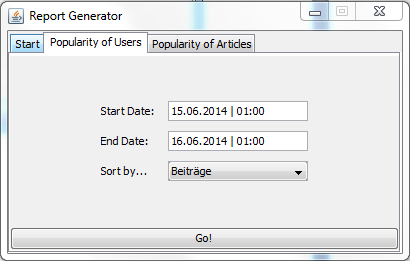 Report Generator
Start Popularity of Users Popularity of Articles
Start Date: 15.06.2014 | 01:00
End Date: 16.06.2014 | 01:00
Sort by... Beiträge
Go!